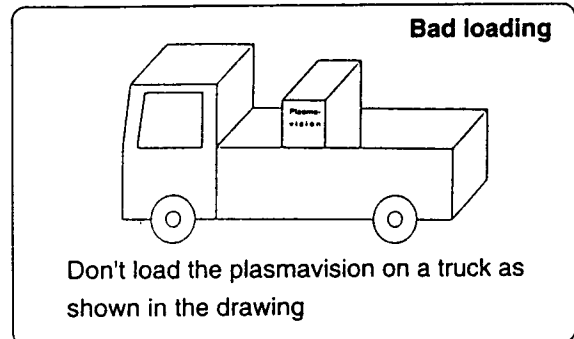 Bad loading
Plasma-
vision
Don't load the plasmavision on a truck as
shown in the drawing